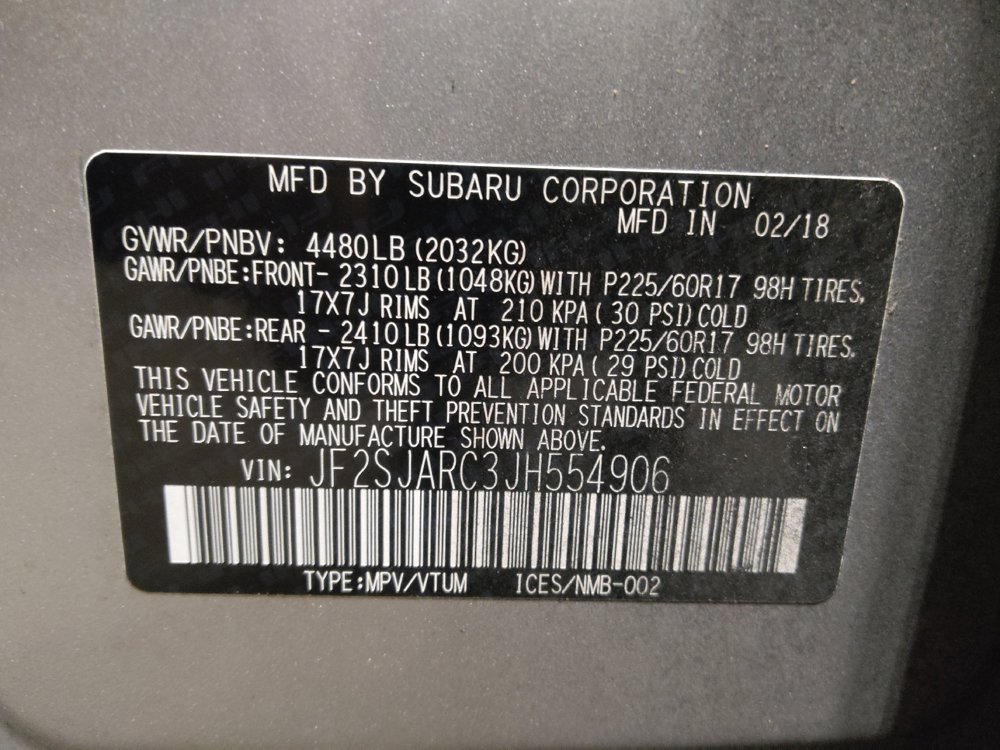 MFD BY SUBARU CORPORATION
MFD IN 02/18
GVWR/PNBV: 4480LB (2032KG)
GAWR/PNBE:FRONT- 2310LB (1048KG) WITH P225/60R17 98H TIRES,
17X7J RIMS AT 210 KPA ( 30 PSI) COLD
GAWR/PNBE:REAR - 2410LB (1093KG) WITH P225/60R17 98H TIRES.
17X7J RIMS AT 200 KPA ( 29 PSI) COLD
THIS VEHICLE CONFORMS TO ALL APPLICABLE FEDERAL MOTOR
VEHICLE SAFETY AND THEFT PREVENTION STANDARDS IN EFFECT ON
THE DATE OF MANUFACTURE SHOWN ABOVE.
VIN: JF2SJARC3JH554906
TYPE:MPV/VTUM ICES/NMB-002